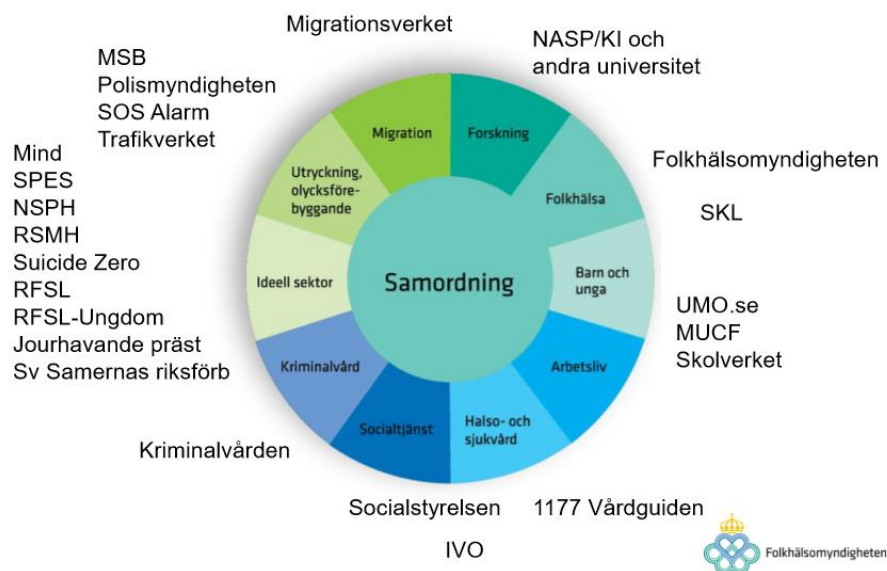 Migrationsverket
NASP/KI och
andra universitet
MSB
Polismyndigheten
SOS Alarm
Trafikverket
Migration
Forskning
Mind
SPES
NSPH
RSMH
Suicide Zero
RFSL
RFSL-Ungdom
Jourhavande präst
Sv Samernas riksförb
Utryckning,
olycksföre-
byggande
Folkhälsa
Folkhälsomyndigheten
SKL
Ideell sektor
Samordning
Barn och
unga
UMO.se
MUCF
Skolverket
Kriminalvård
Arbetsliv
Socialtjänst
Halso- och
sjukvård
Kriminalvården
Socialstyrelsen
1177 Vårdguiden
IVO
Folkhälsomyndigheten